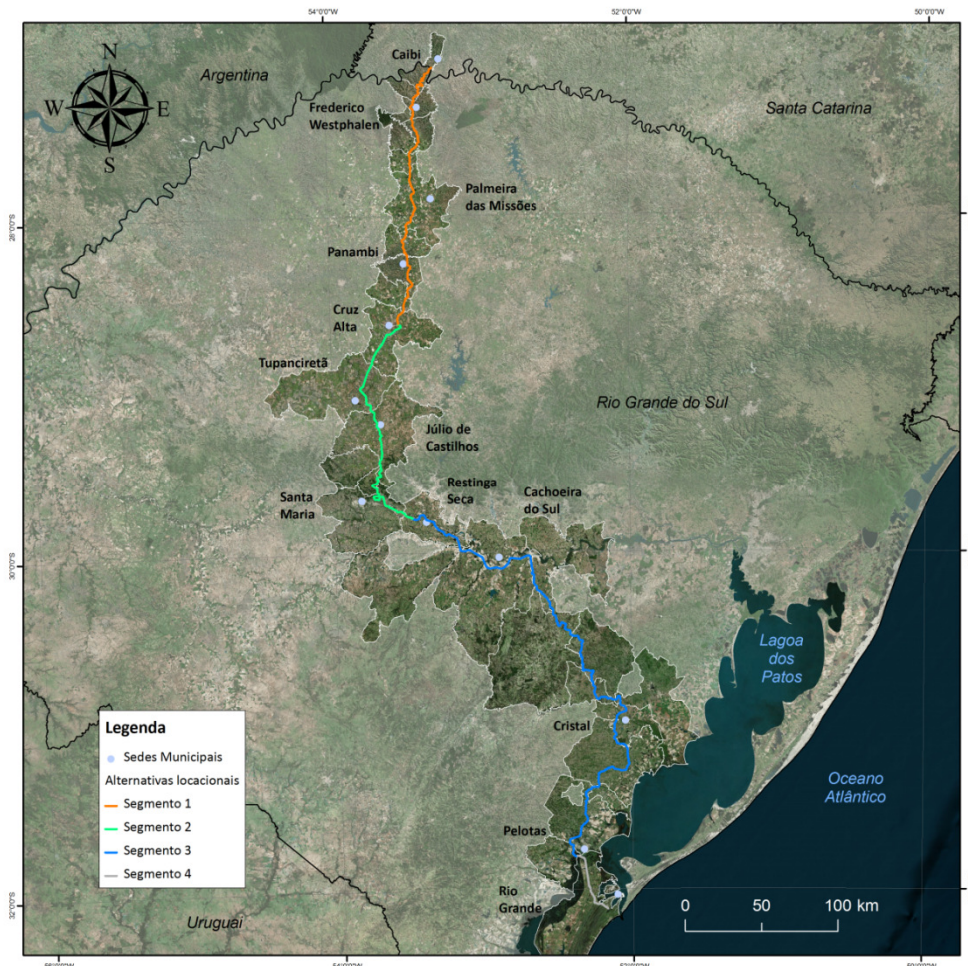 54°0'0"W
52°0'0"W
50°0'0"W
N
W
E
S
Argentina
Caibi
Santa Catarina
Frederico
Westphalen
Palmeira
das Missões
28°0'0"S
Panambi
Cruz
Alta
Tupanciretã
Rio Grande do Sul
Júlio de
Castilhos
Restinga
Seca
Cachoeira
do Sul
Santa
Maria
30°0'0"S
Lagoa
dos
Patos
Cristal
Oceano
Atlântico
Legenda
Sedes Municipais
Alternativas locacionais
Segmento 1
Segmento 2
Segmento 3
Segmento 4
Pelotas
Rio
Grande
32°0'0"S
Uruguai
0 50 100 km